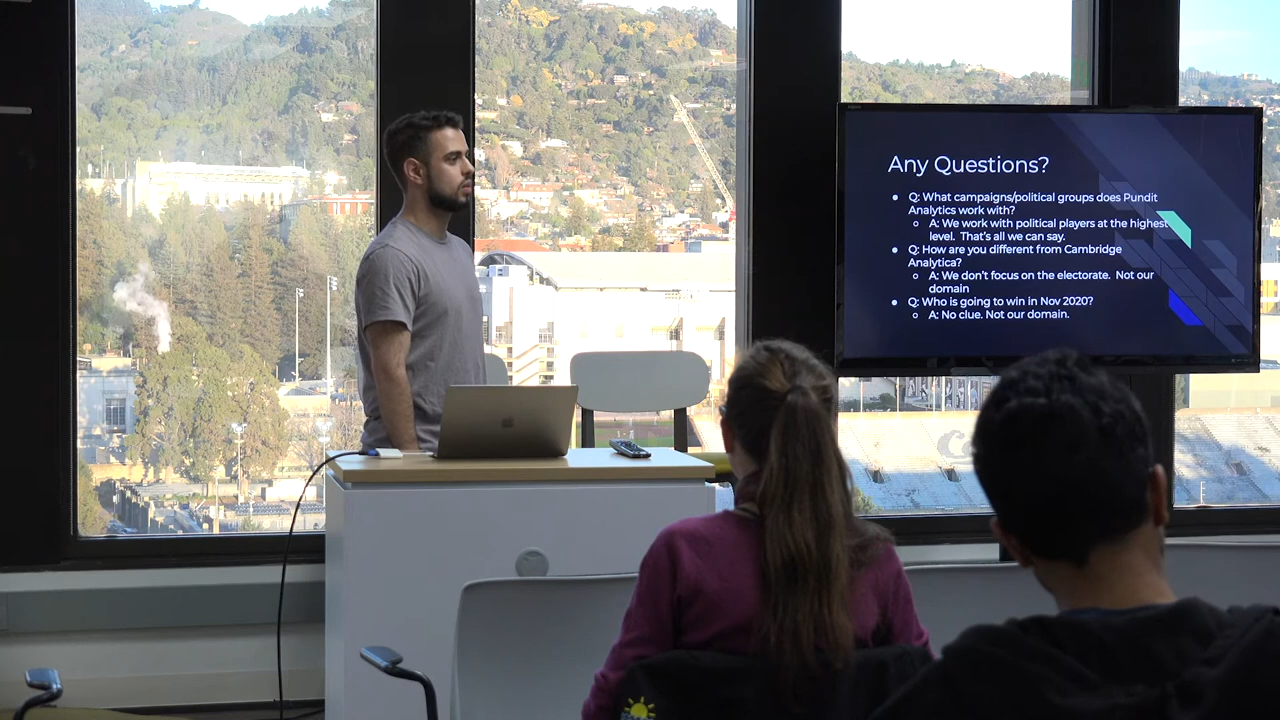 Any Questions?
● Q: What campaigns/political groups does Pundit
Analytics work with?
○ A: We work with political players at the highest
level. That's all we can say.
● Q: How are you different from Cambridge
Analytica?
○ A: We don't focus on the electorate. Not our
domain
● Q: Who is going to win in Nov 2020?
○ A: No clue. Not our domain.
Cal